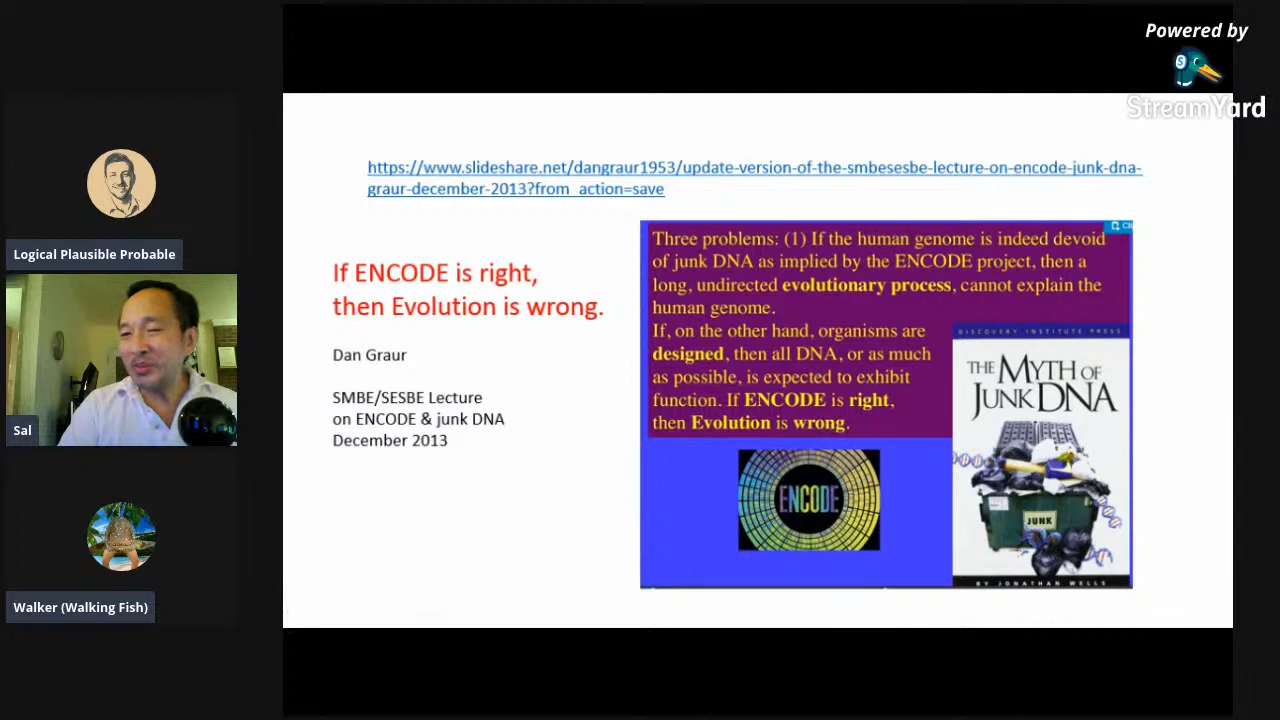 Powered by
StreamYard
Logical Plausible Probable
Sal
Walker (Walking Fish)
https://www.slideshare.net/dangraur1953/update-version-of-the-smbesesbe-lecture-on-encode-junk-dna-
graur-december-2013?from_action=save
If ENCODE is right,
then Evolution is wrong.
Dan Graur
SMBE/SESBE Lecture
on ENCODE & junk DNA
December 2013
Three problems: (1) If the human genome is indeed devoid
of junk DNA as implied by the ENCODE project, then a
long, undirected evolutionary process, cannot explain the
human genome.
If, on the other hand, organisms are
designed, then all DNA, or as much
as possible, is expected to exhibit
function. If ENCODE is right,
then Evolution is wrong.
ENCODE
DISCOVERY INSTITUTE PRESS
THE MYTH OF
JUNK DNA
JUNK
BY JONATHAN WELLS